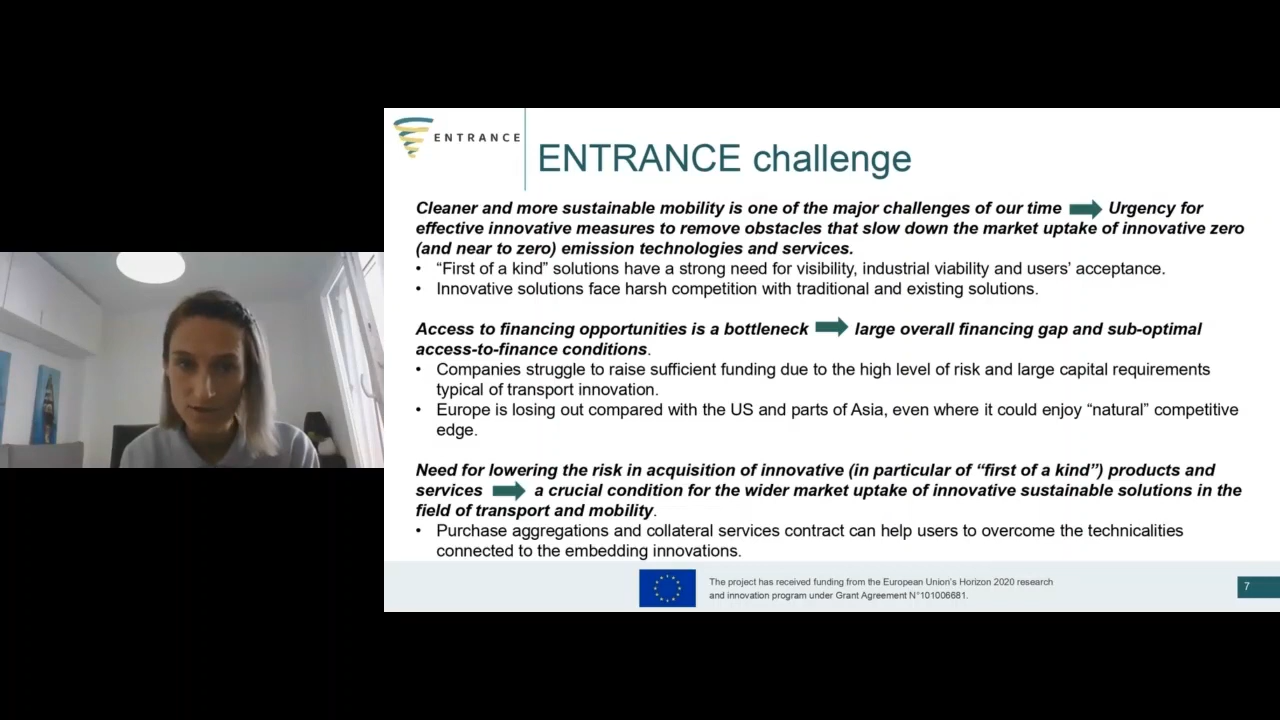 ENTRANCE
ENTRANCE challenge
Cleaner and more sustainable mobility is one of the major challenges of our time Urgency for
effective innovative measures to remove obstacles that slow down the market uptake of innovative zero
(and near to zero) emission technologies and services.
• “First of a kind” solutions have a strong need for visibility, industrial viability and users’ acceptance.
• Innovative solutions face harsh competition with traditional and existing solutions.
Access to financing opportunities is a bottleneck large overall financing gap and sub-optimal
access-to-finance conditions.
• Companies struggle to raise sufficient funding due to the high level of risk and large capital requirements
typical of transport innovation.
• Europe is losing out compared with the US and parts of Asia, even where it could enjoy “natural” competitive
edge.
Need for lowering the risk in acquisition of innovative (in particular of “first of a kind”) products and
services a crucial condition for the wider market uptake of innovative sustainable solutions in the
field of transport and mobility.
• Purchase aggregations and collateral services contract can help users to overcome the technicalities
connected to the embedding innovations.
The project has received funding from the European Union’s Horizon 2020 research
and innovation program under Grant Agreement N°101006681.
7